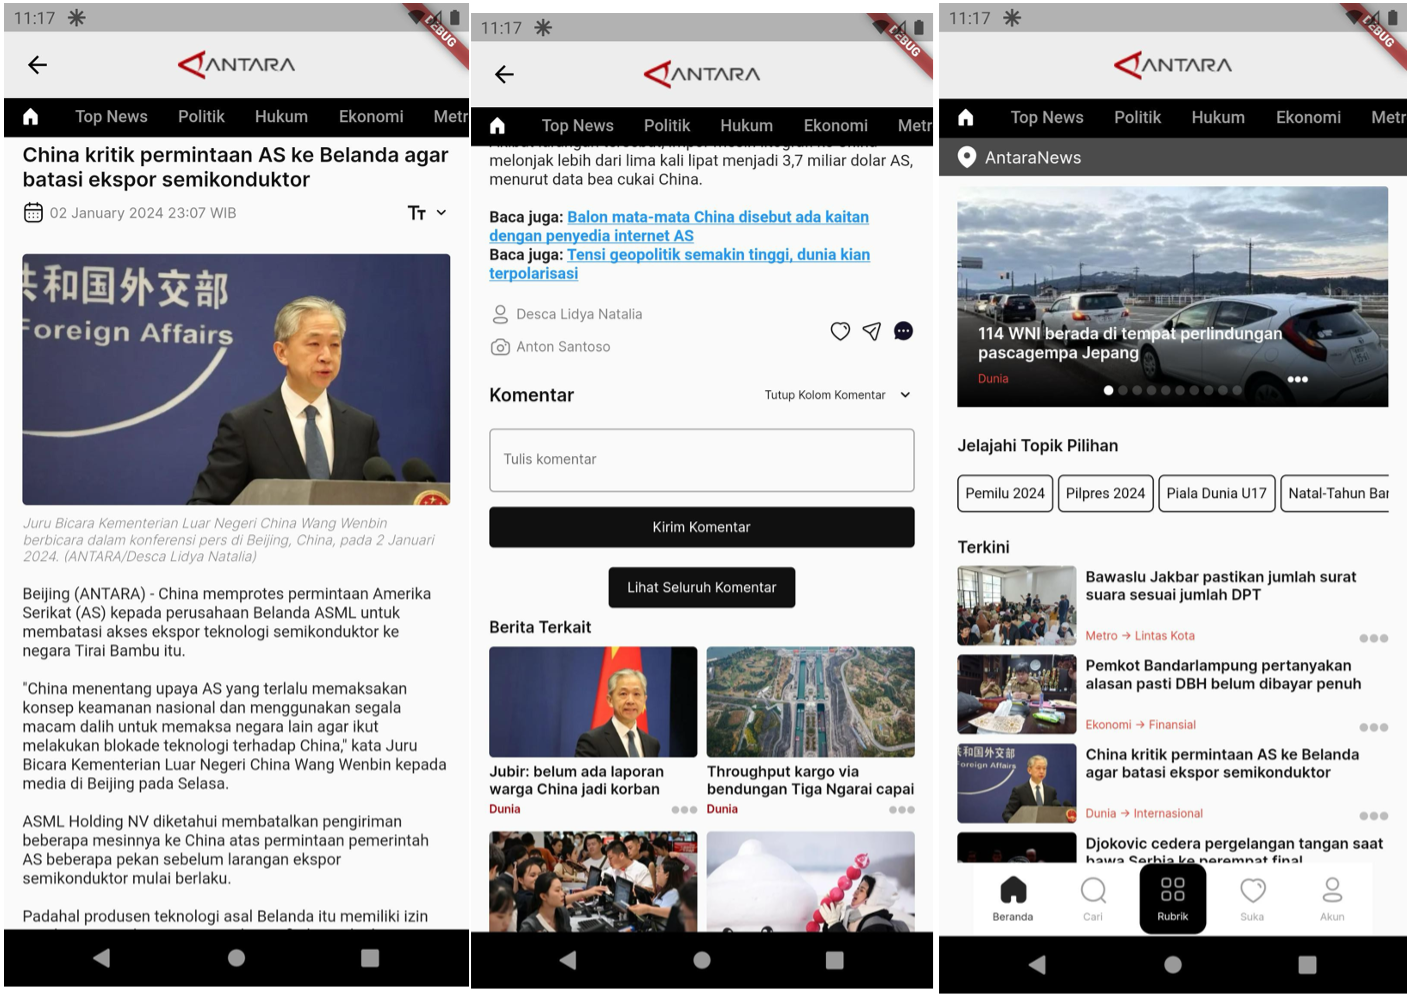 11:17
DEBUG
ANTARA
Top News Politik Hukum Ekonomi Metr
China kritik permintaan AS ke Belanda agar
batasi ekspor semikonduktor
02 January 2024 23:07 WIB
共和国外交部
Foreign Affairs
Juru Bicara Kementerian Luar Negeri China Wang Wenbin
berbicara dalam konferensi pers di Beijing, China, pada 2 Januari
2024. (ANTARA/Desca Lidya Natalia)
Beijing (ANTARA) - China memprotes permintaan Amerika
Serikat (AS) kepada perusahaan Belanda ASML untuk
membatasi akses ekspor teknologi semikonduktor ke
negara Tirai Bambu itu.
"China menentang upaya AS yang terlalu memaksakan
konsep keamanan nasional dan menggunakan segala
macam dalih untuk memaksa negara lain agar ikut
melakukan blokade teknologi terhadap China," kata Juru
Bicara Kementerian Luar Negeri China Wang Wenbin kepada
media di Beijing pada Selasa.
ASML Holding NV diketahui membatalkan pengiriman
beberapa mesinnya ke China atas permintaan pemerintah
AS beberapa pekan sebelum larangan ekspor
semikonduktor mulai berlaku.
Padahal produsen teknologi asal Belanda itu memiliki izin
11:17
DEBUG
ANTARA
Top News Politik Hukum Ekonomi Metr
melonjak lebih dari lima kali lipat menjadi 3,7 miliar dolar AS,
menurut data bea cukai China.
Baca juga: Balon mata-mata China disebut ada kaitan
dengan penyedia internet AS
Baca juga: Tensi geopolitik semakin tinggi, dunia kian
terpolarisasi
Desca Lidya Natalia
Anton Santoso
Komentar Tutup Kolom Komentar
Tulis komentar
Kirim Komentar
Lihat Seluruh Komentar
Berita Terkait
Jubir: belum ada laporan
warga China jadi korban
Dunia
Throughput kargo via
bendungan Tiga Ngarai capai
Dunia
11:17
DEBUG
ANTARA
Top News Politik Hukum Ekonomi Metr
AntaraNews
114 WNI berada di tempat perlindungan
pascagempa Jepang
Dunia
Jelajahi Topik Pilihan
Pemilu 2024 Pilpres 2024 Piala Dunia U17 Natal-Tahun Bar
Terkini
Bawaslu Jakbar pastikan jumlah surat
suara sesuai jumlah DPT
Metro → Lintas Kota
Pemkot Bandarlampung pertanyakan
alasan pasti DBH belum dibayar penuh
Ekonomi → Finansial
共和国外交部
Foreign Affairs
China kritik permintaan AS ke Belanda
agar batasi ekspor semikonduktor
Dunia → Internasional
Djokovic cedera pergelangan tangan saat
bawa Serbia ke perempat final
Beranda Cari Rubrik Suka Akun